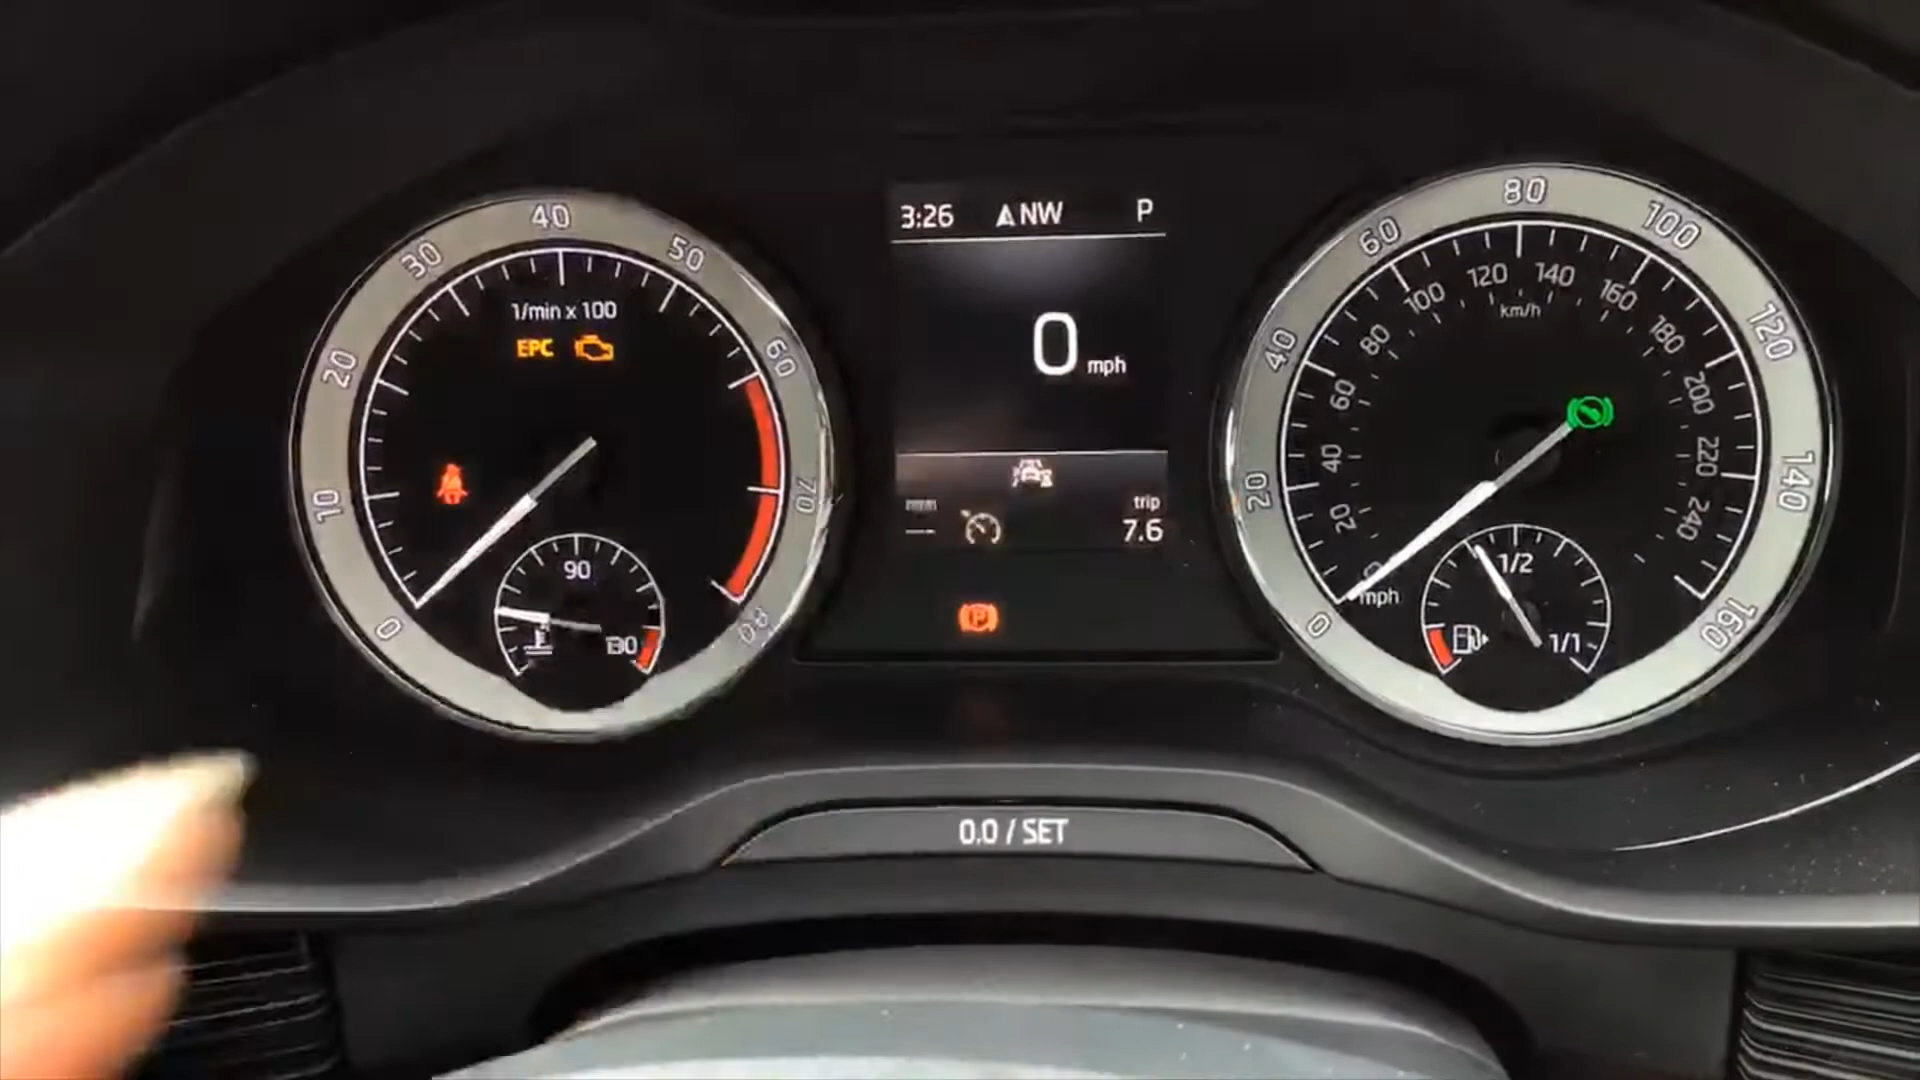 3:26 NW P
0 mph
trip
7.6
P
0 10 20 30 40 50 60 70 80
1/min x 100
EPC
90
130
0 20 40 60 80 100 120 140 160
20 40 60 80 100 120 140 160 180 200 220 240
km/h
mph
1/2
1/1
0.0 / SET